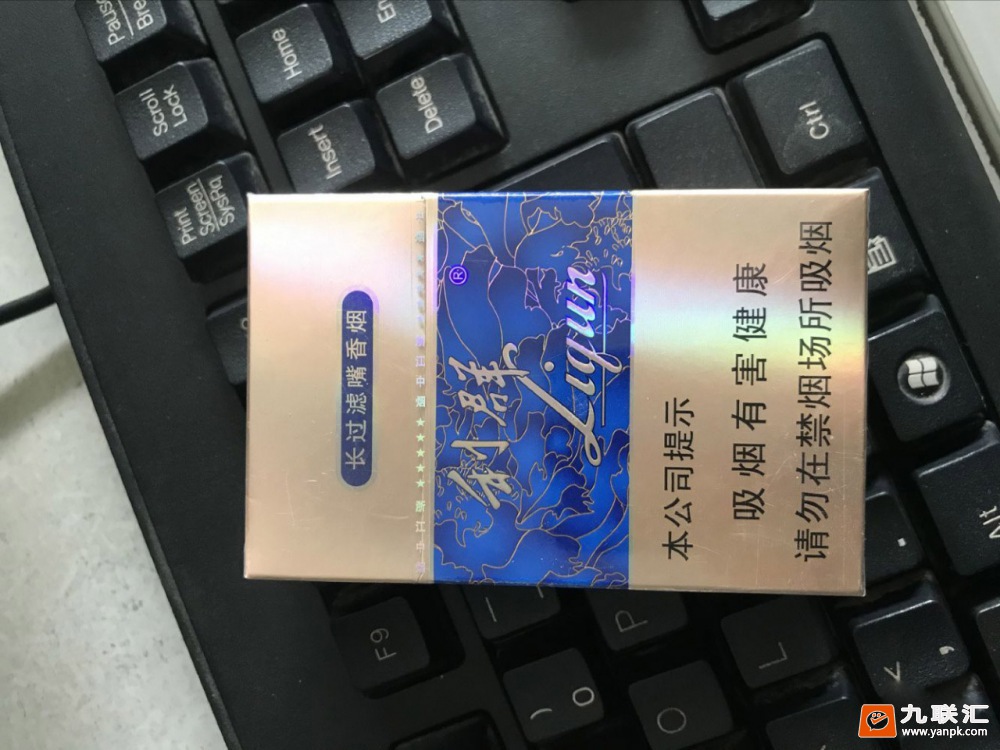 长过滤嘴香烟
利群
®
Liqun
本公司提示
吸烟有害健康
请勿在禁烟场所吸烟
Pause
Scroll
Lock
Print
Screen
SysRq
Home
Insert
Delete
Ctrl
Alt
F9
)
0
P
O
L
<
,
.
九联汇
www.yanpk.com